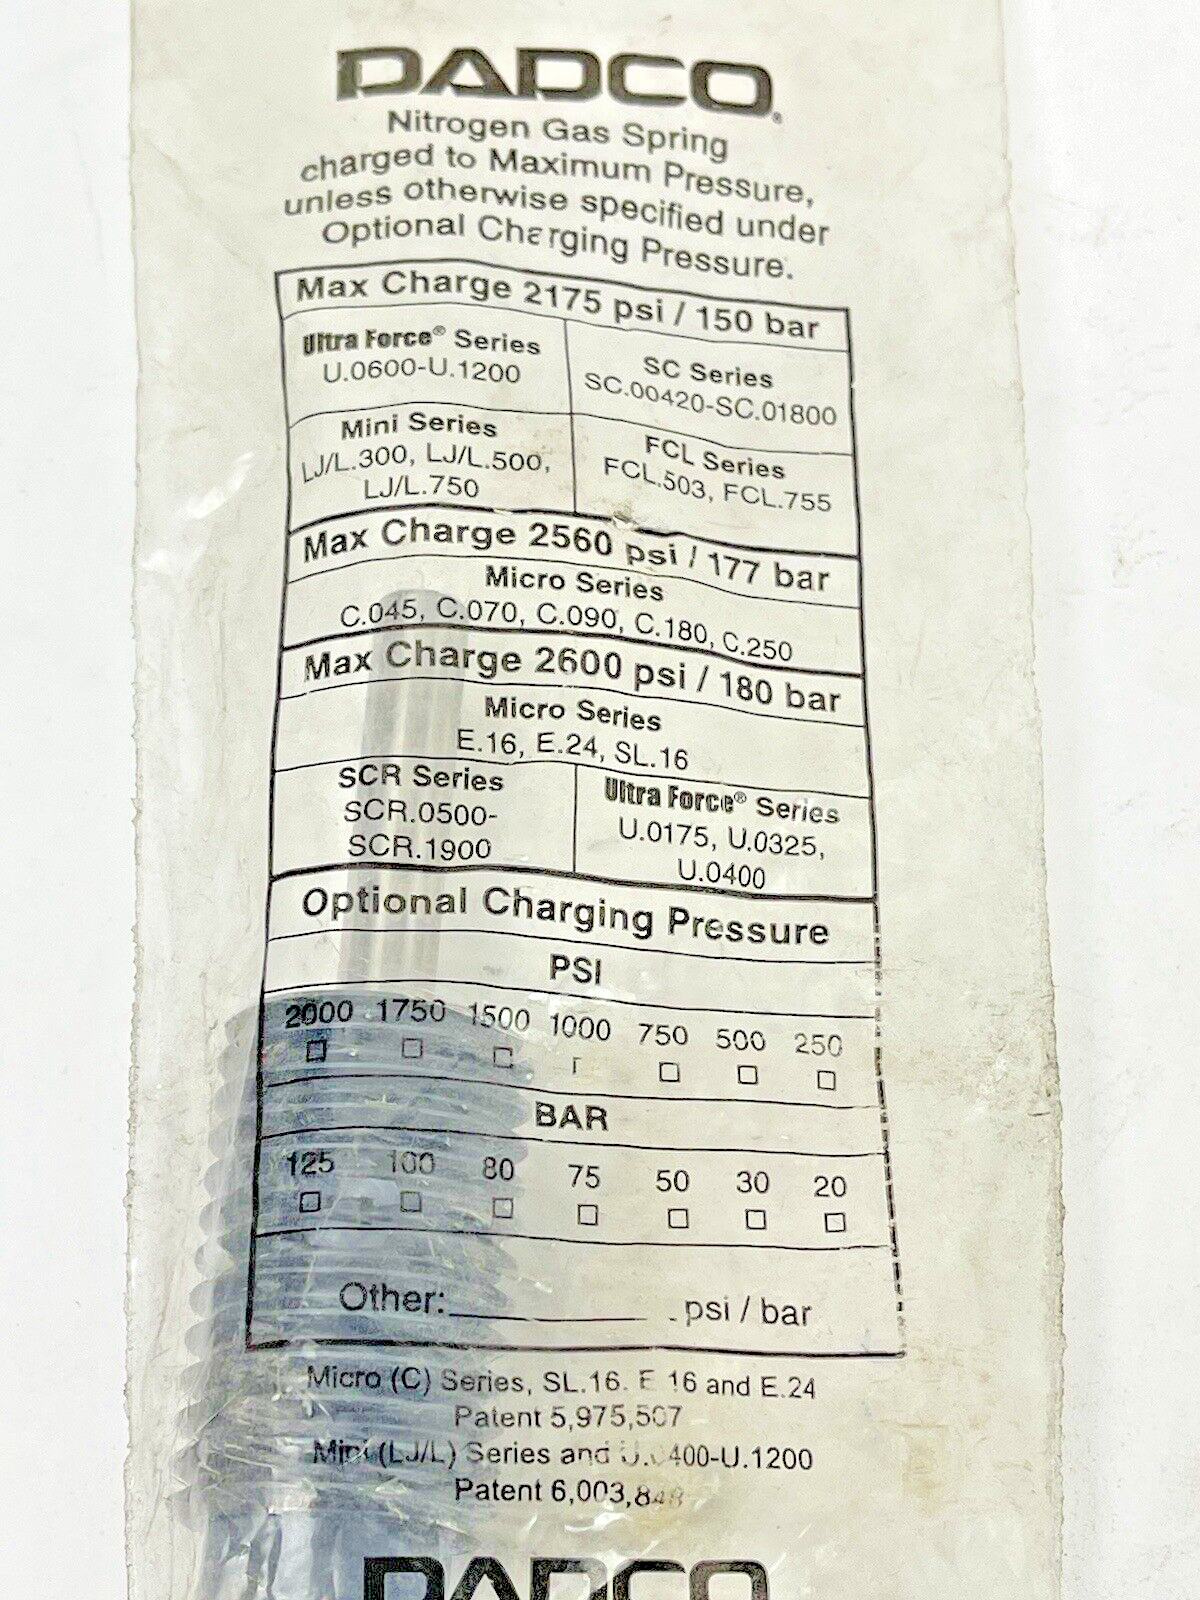 DADCO®
Nitrogen Gas Spring
charged to Maximum Pressure,
unless otherwise specified under
Optional Charging Pressure.
Max Charge 2175 psi / 150 bar
Ultra Force® Series
U.0600-U.1200
SC Series
SC.00420-SC.01800
Mini Series
LJ/L.300, LJ/L.500,
LJ/L.750
FCL Series
FCL.503, FCL.755
Max Charge 2560 psi / 177 bar
Micro Series
C.045, C.070, C.090, C.180, C.250
Max Charge 2600 psi / 180 bar
Micro Series
E.16, E.24, SL.16
SCR Series
SCR.0500-
SCR.1900
Ultra Force® Series
U.0175, U.0325,
U.0400
Optional Charging Pressure
PSI
2000 1750 1500 1000 750 500 250
BAR
125 100 80 75 50 30 20
Other: psi / bar
Micro (C) Series, SL.16. E 16 and E.24
Patent 5,975,507
Mini (LJ/L) Series and U.0400-U.1200
Patent 6,003,848
DADCO